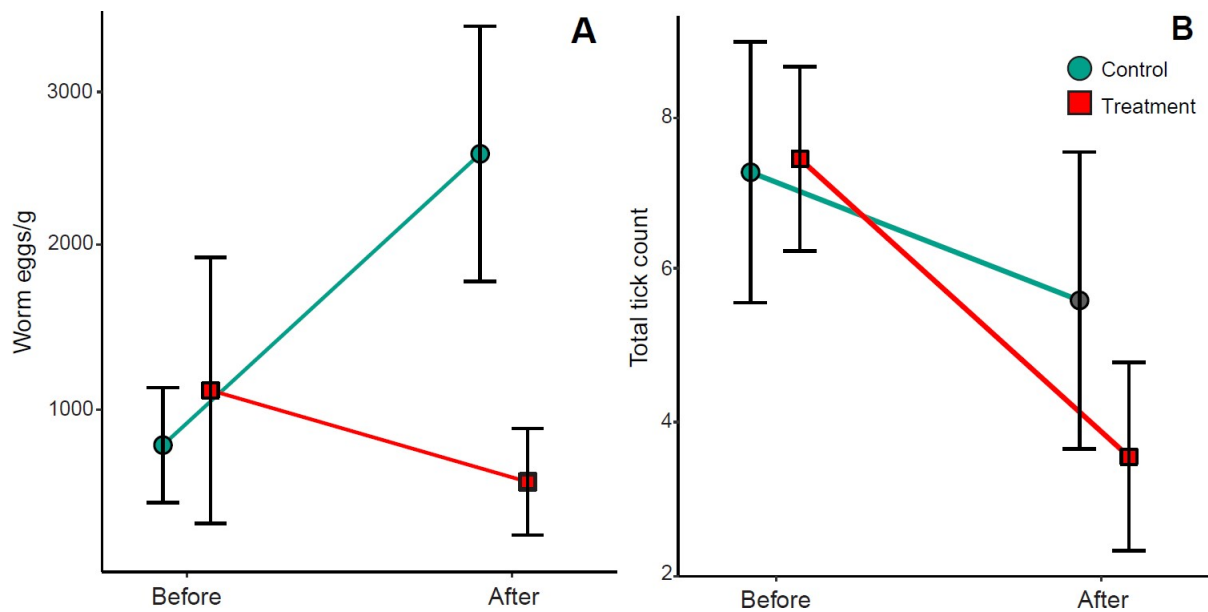 A
Worm eggs/g
3000
2000
1000
Before
After
B
Control
Treatment
Total tick count
8
6
4
2
Before
After